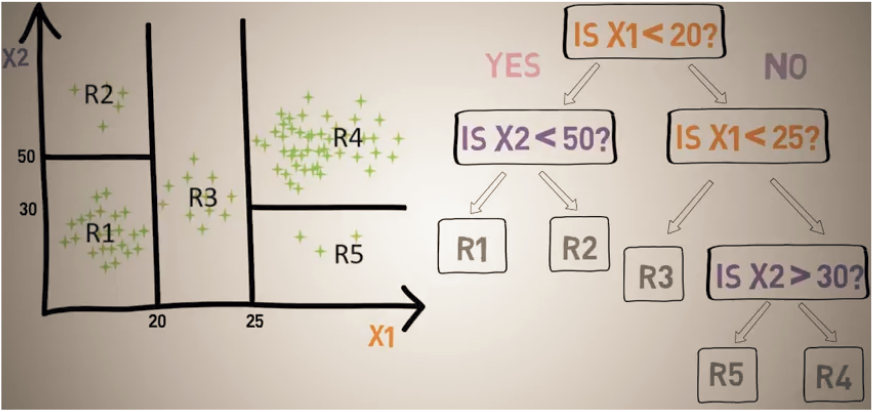 X2
R2
50
30
R1
R3
R4
R5
20
25
X1
IS X1 < 20?
YES
NO
IS X2 < 50?
IS X1 < 25?
R1
R2
R3
IS X2 > 30?
R5
R4